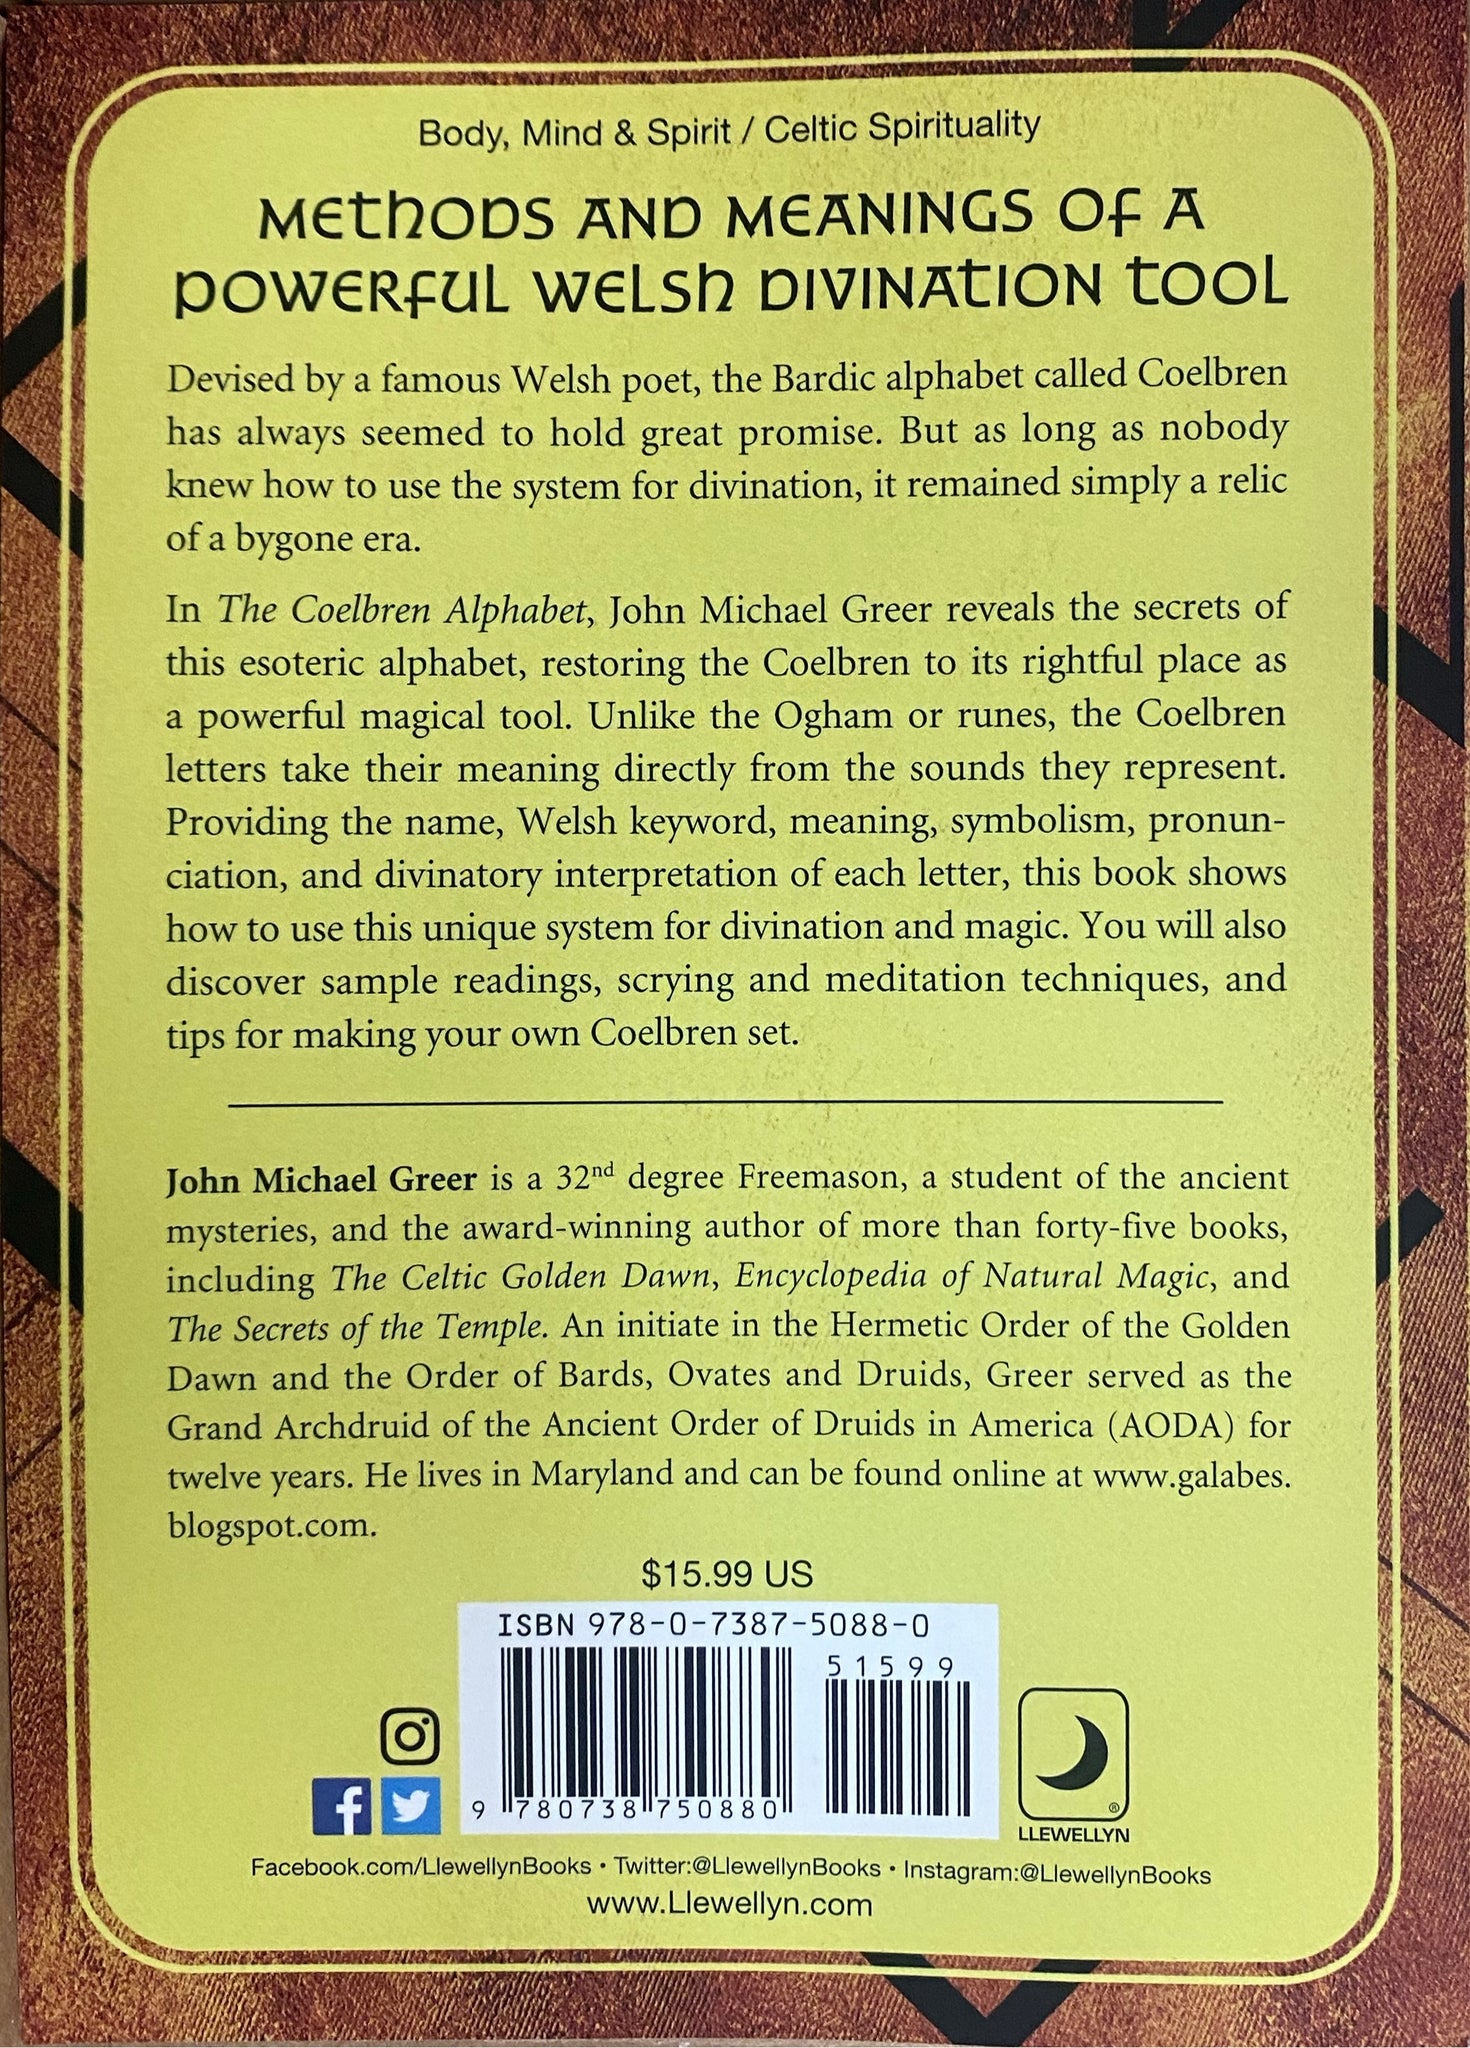 Body, Mind & Spirit / Celtic Spirituality
METHODS AND MEANINGS OF A
POWERFUL WELSH DIVINATION TOOL
Devised by a famous Welsh poet, the Bardic alphabet called Coelbren
has always seemed to hold great promise. But as long as nobody
knew how to use the system for divination, it remained simply a relic
of a bygone era.
In The Coelbren Alphabet, John Michael Greer reveals the secrets of
this esoteric alphabet, restoring the Coelbren to its rightful place as
a powerful magical tool. Unlike the Ogham or runes, the Coelbren
letters take their meaning directly from the sounds they represent.
Providing the name, Welsh keyword, meaning, symbolism, pronun-
ciation, and divinatory interpretation of each letter, this book shows
how to use this unique system for divination and magic. You will also
discover sample readings, scrying and meditation techniques, and
tips for making your own Coelbren set.
John Michael Greer is a 32nd degree Freemason, a student of the ancient
mysteries, and the award-winning author of more than forty-five books,
including The Celtic Golden Dawn, Encyclopedia of Natural Magic, and
The Secrets of the Temple. An initiate in the Hermetic Order of the Golden
Dawn and the Order of Bards, Ovates and Druids, Greer served as the
Grand Archdruid of the Ancient Order of Druids in America (AODA) for
twelve years. He lives in Maryland and can be found online at www.galabes.
blogspot.com.
$15.99 US
ISBN 978-0-7387-5088-0
51599
9 780738 750880
®
LLEWELLYN
Facebook.com/LlewellynBooks • Twitter:@LlewellynBooks • Instagram:@LlewellynBooks
www.Llewellyn.com